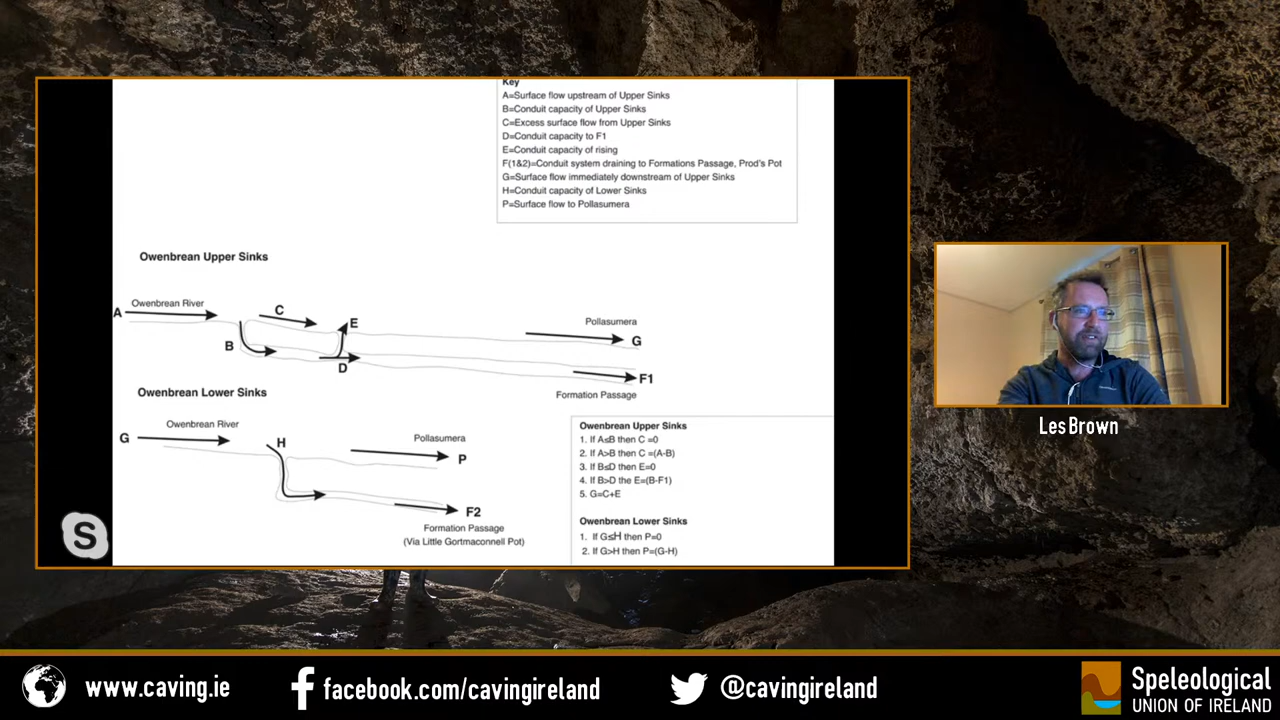 Key
A=Surface flow upstream of Upper Sinks
B=Conduit capacity of Upper Sinks
C=Excess surface flow from Upper Sinks
D=Conduit capacity to F1
E=Conduit capacity of rising
F(1&2)=Conduit system draining to Formations Passage, Prod's Pot
G=Surface flow immediately downstream of Upper Sinks
H=Conduit capacity of Lower Sinks
P=Surface flow to Pollasumera
Owenbrean Upper Sinks
A
Owenbrean River
C
E
Pollasumera
G
B
D
F1
Formation Passage
Owenbrean Lower Sinks
G
Owenbrean River
H
Pollasumera
P
F2
Formation Passage
(Via Little Gortmaconnell Pot)
Owenbrean Upper Sinks
1. If A≤B then C =0
2. If A>B then C =(A-B)
3. If B≤D then E=0
4. If B>D the E=(B-F1)
5. G=C+E
Owenbrean Lower Sinks
1. If G≤H then P=0
2. If G>H then P=(G-H)
S
Les Brown
www.caving.ie
facebook.com/cavingireland
@cavingireland
Speleological
UNION OF IRELAND